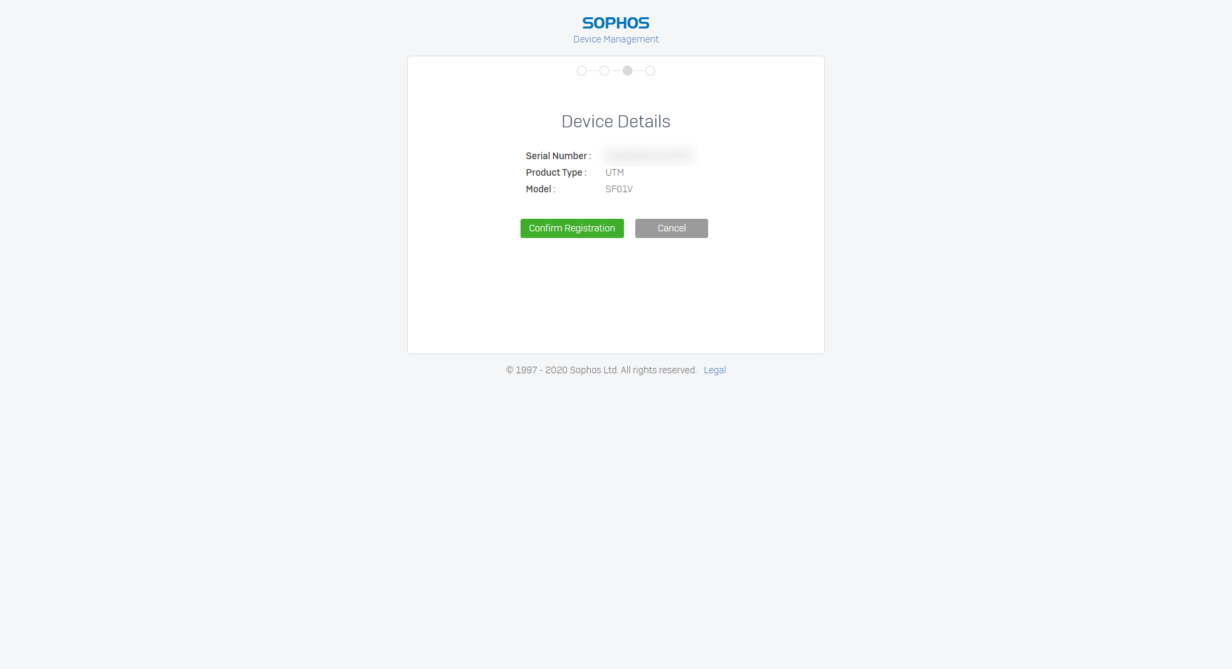 SOPHOS
Device Management
Device Details
Serial Number :
Product Type : UTM
Model : SF01V
Confirm Registration Cancel
© 1997 - 2020 Sophos Ltd. All rights reserved. Legal